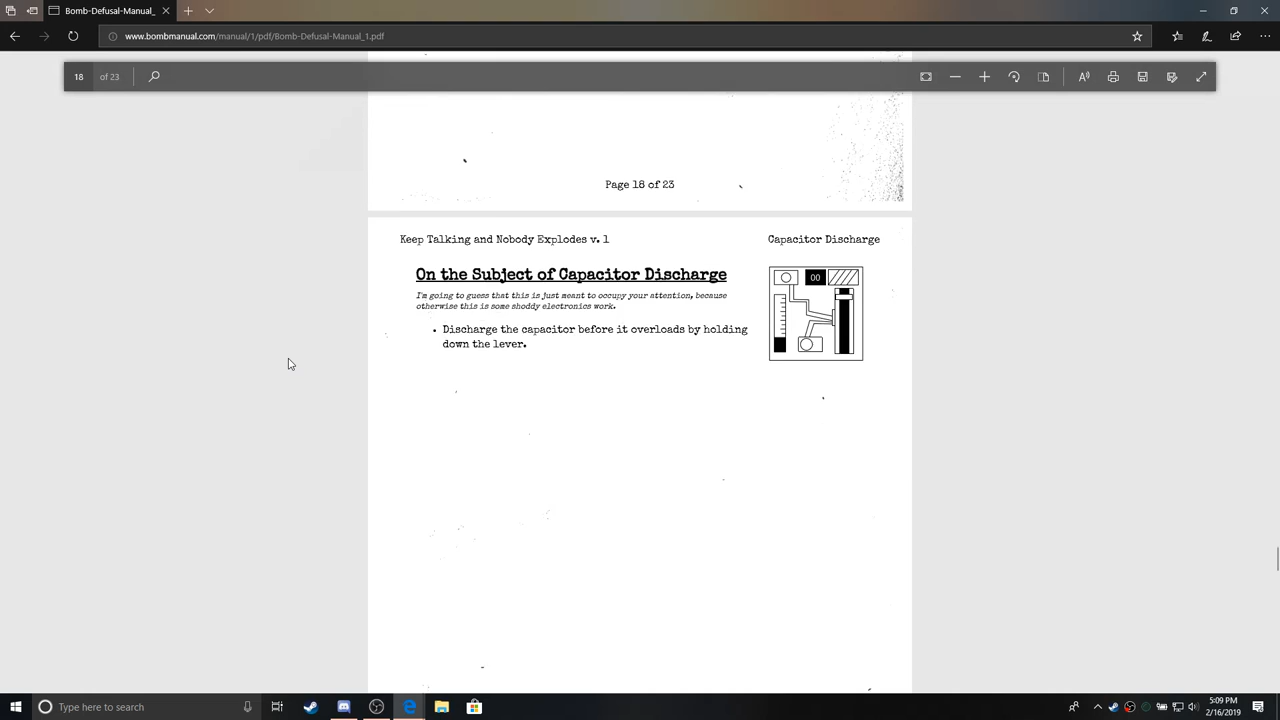 Bomb-Defusal-Manual_
www.bombmanual.com/manual/1/pdf/Bomb-Defusal-Manual_1.pdf
18 of 23
Page 18 of 23
Keep Talking and Nobody Explodes v. 1
Capacitor Discharge
On the Subject of Capacitor Discharge
I'm going to guess that this is just meant to occupy your attention, because
otherwise this is some shoddy electronics work.
• Discharge the capacitor before it overloads by holding
down the lever.
00
Type here to search
5:09 PM
2/16/2019